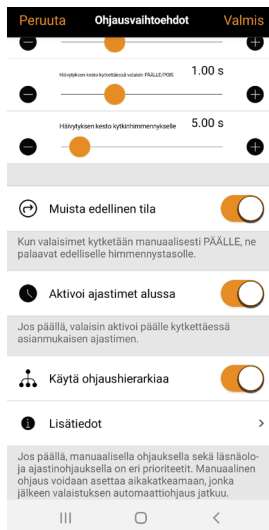 Peruuta Ohjausvaihtoehdot Valmis
Häivytyksen kesto kytkettäessä valaisin PÄÄLLE/POIS 1.00 s
Häivytyksen kesto kytkinhimmennykselle 5.00 s
Muista edellinen tila
Kun valaisimet kytketään manuaalisesti PÄÄLLE, ne
palaavat edelliselle himmennystasolle.
Aktivoi ajastimet alussa
Jos päällä, valaisin aktivoi päälle kytkettäessä
asianmukaisen ajastimen.
Käytä ohjaushierarkiaa
Lisätiedot
Jos päällä, manuaalisella ohjauksella sekä läsnäolo-
ja ajastinohjauksella on eri prioriteetit. Manuaalinen
ohjaus voidaan asettaa aikakatkeamaan, jonka
jälkeen valaistuksen automaattiohjaus jatkuu.